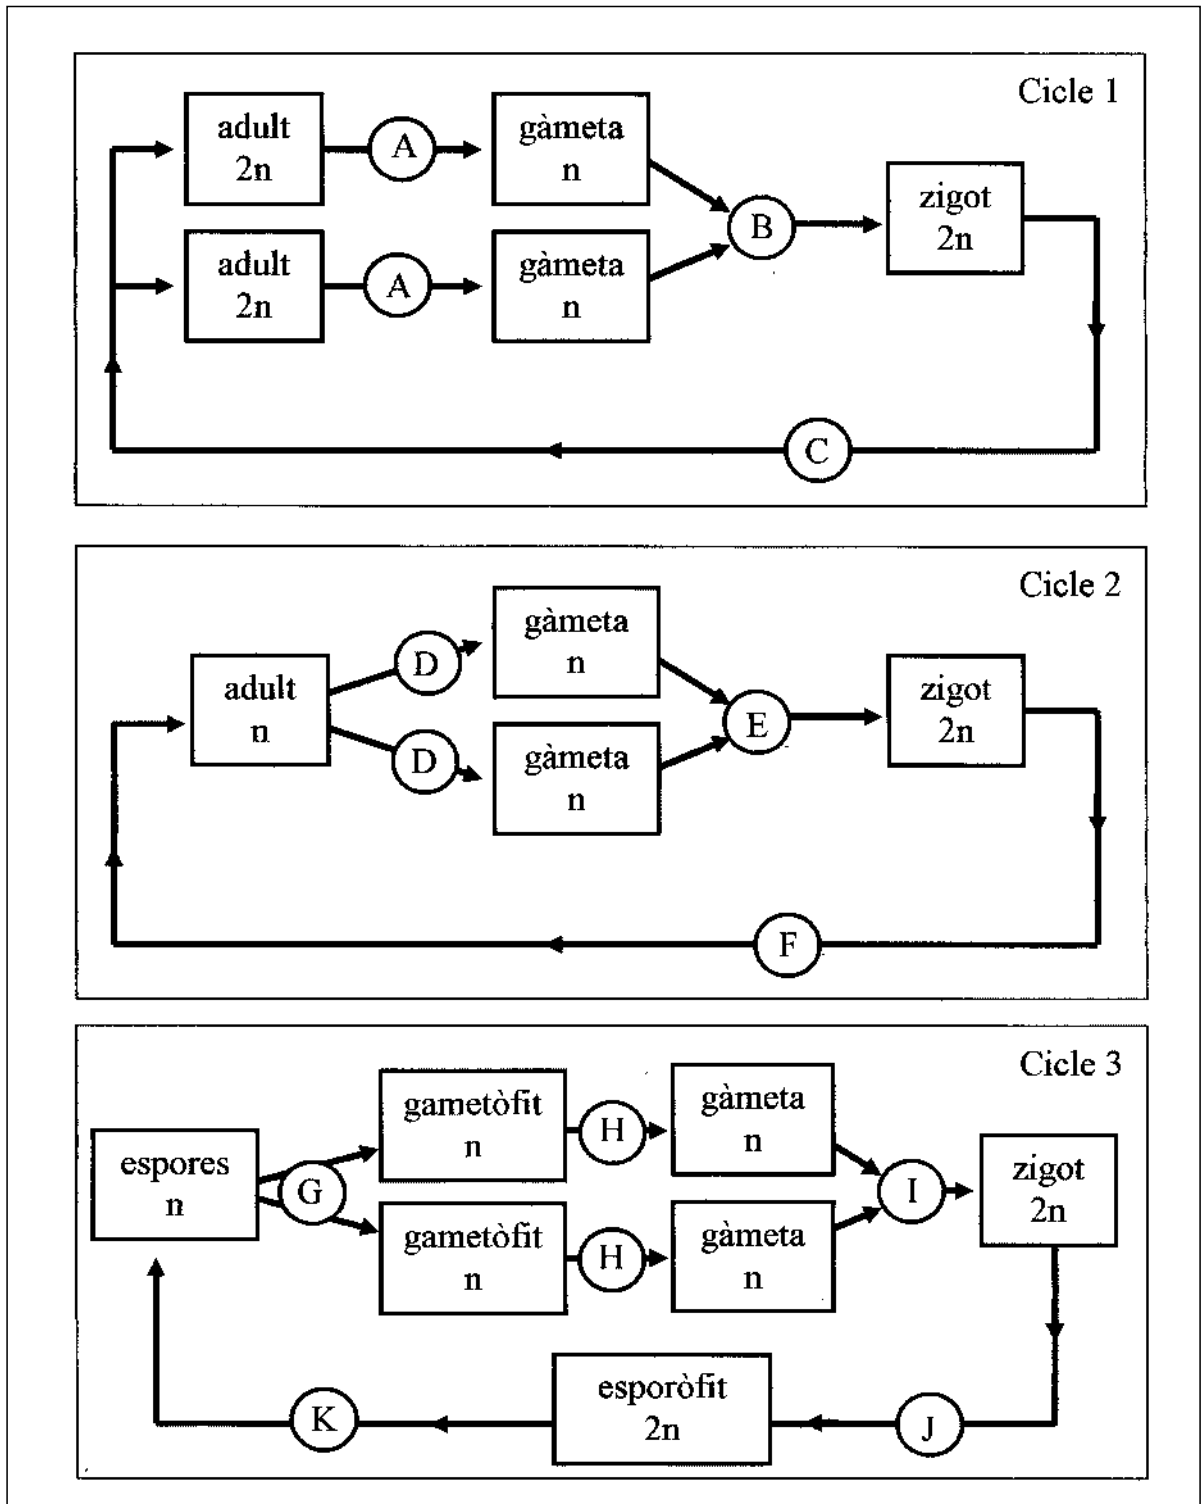 Cicle 1
adult
2n
A
gàmeta
n
B
zigot
2n
adult
2n
A
gàmeta
n
C
Cicle 2
gàmeta
n
D
adult
n
E
zigot
2n
D
gàmeta
n
F
Cicle 3
gametòfit
n
H
gàmeta
n
espores
n
G
I
zigot
2n
gametòfit
n
H
gàmeta
n
K
esporòfit
2n
J